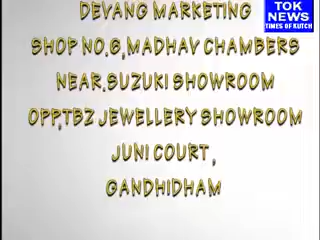 DEVANG MARKETING
TOK
NEWS
TIMES OF KUTCH
SHOP NO.6,MADHAV CHAMBERS
NEAR.SUZUKI SHOWROOM
OPP,TBZ JEWELLERY SHOWROOM
JUNI COURT,
GANDHIDHAM